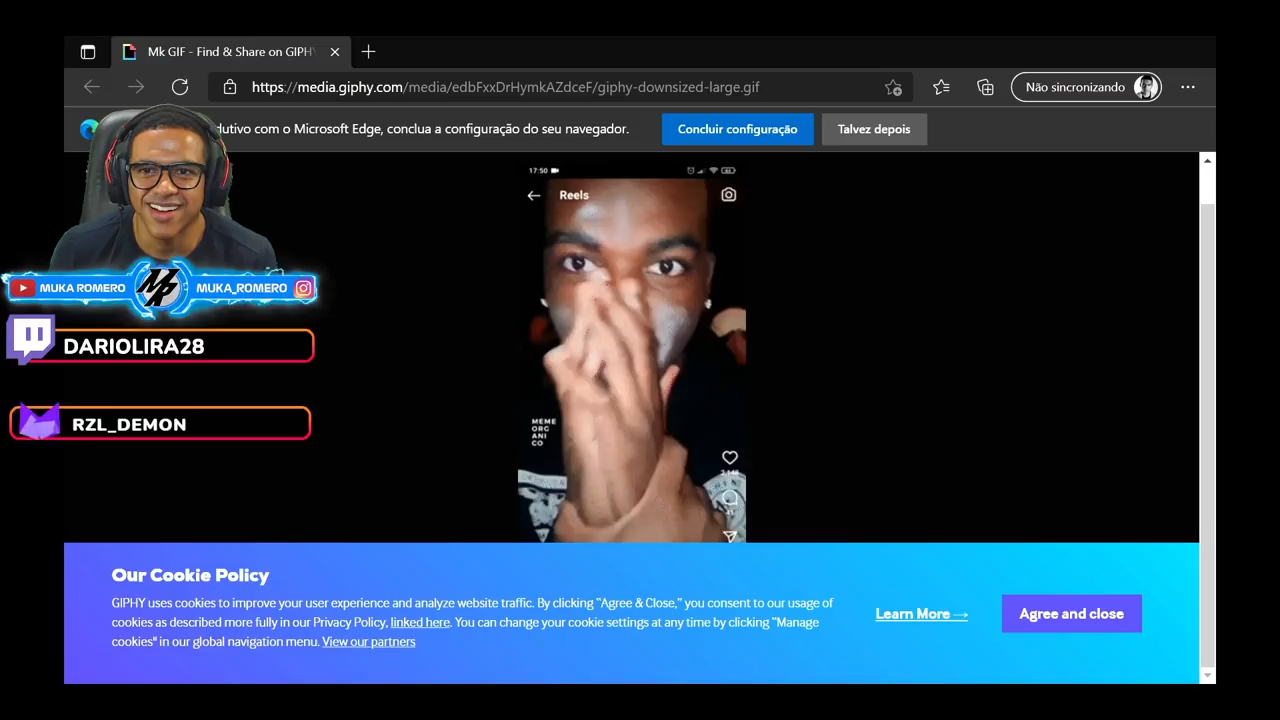 Mk GIF - Find & Share on GIPH
https://media.giphy.com/media/edbFxxDrHymkAZdceF/giphy-downsized-large.gif
Não sincronizando
dutivo com o Microsoft Edge, conclua a configuração do seu navegador.
Concluir configuração
Talvez depois
17:50
Reels
MUKA ROMERO
MR
MUKA_ROMERO
DARIOLIRA28
RZL_DEMON
MEME
ORG
ANI
CO
2.148
41
Our Cookie Policy
GIPHY uses cookies to improve your user experience and analyze website traffic. By clicking “Agree & Close,” you consent to our usage of
cookies as described more fully in our Privacy Policy, linked here. You can change your cookie settings at any time by clicking “Manage
cookies” in our global navigation menu. View our partners
Learn More →
Agree and close